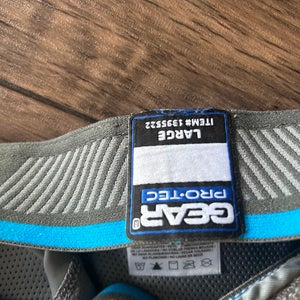 GEAR
PRO-TEC
LARGE
ITEM# 1395522